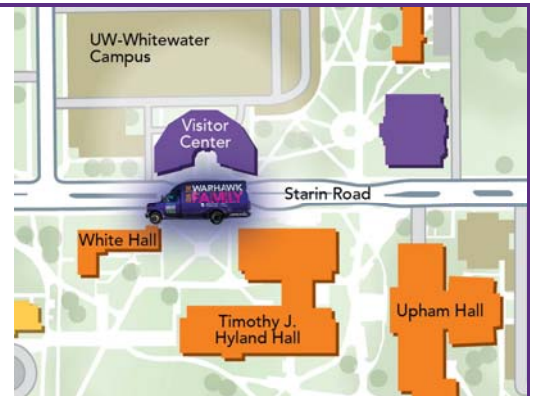 UW-Whitewater
Campus
Visitor
Center
WARHAWK
FAMILY
Starin Road
White Hall
Timothy J.
Hyland Hall
Upham Hall